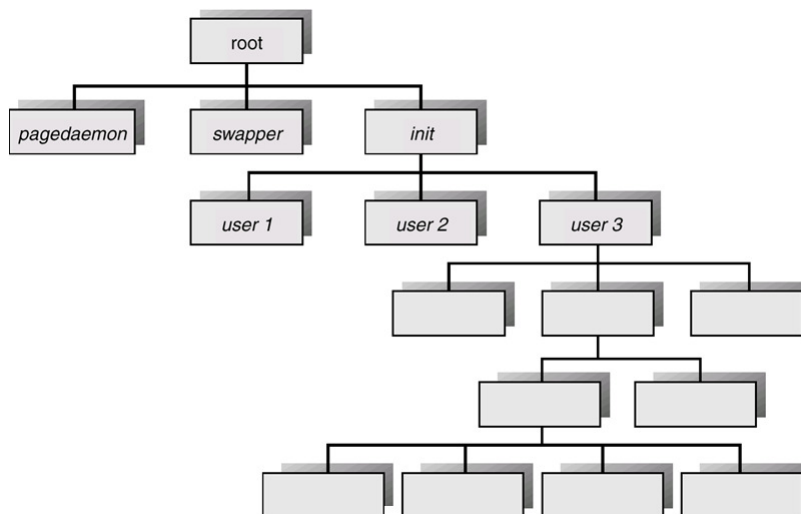 root
pagedaemon
swapper
init
user 1
user 2
user 3